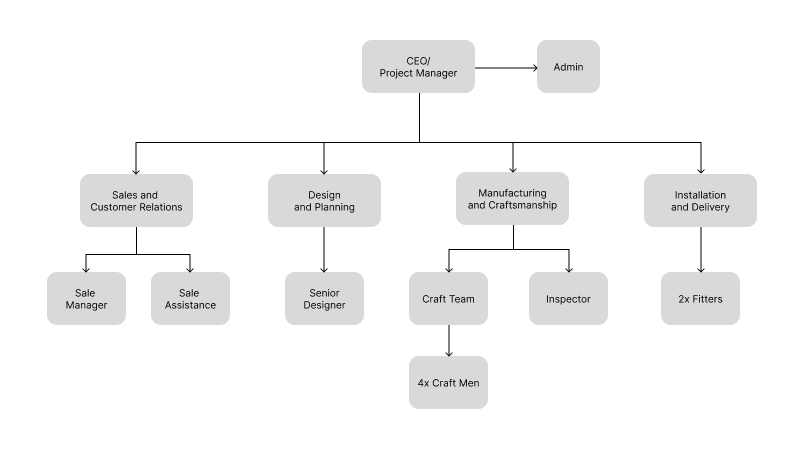 CEO/
Project Manager
Admin
Sales and
Customer Relations
Design
and Planning
Manufacturing
and Craftsmanship
Installation
and Delivery
Sale
Manager
Sale
Assistance
Senior
Designer
Craft Team
Inspector
2x Fitters
4x Craft Men